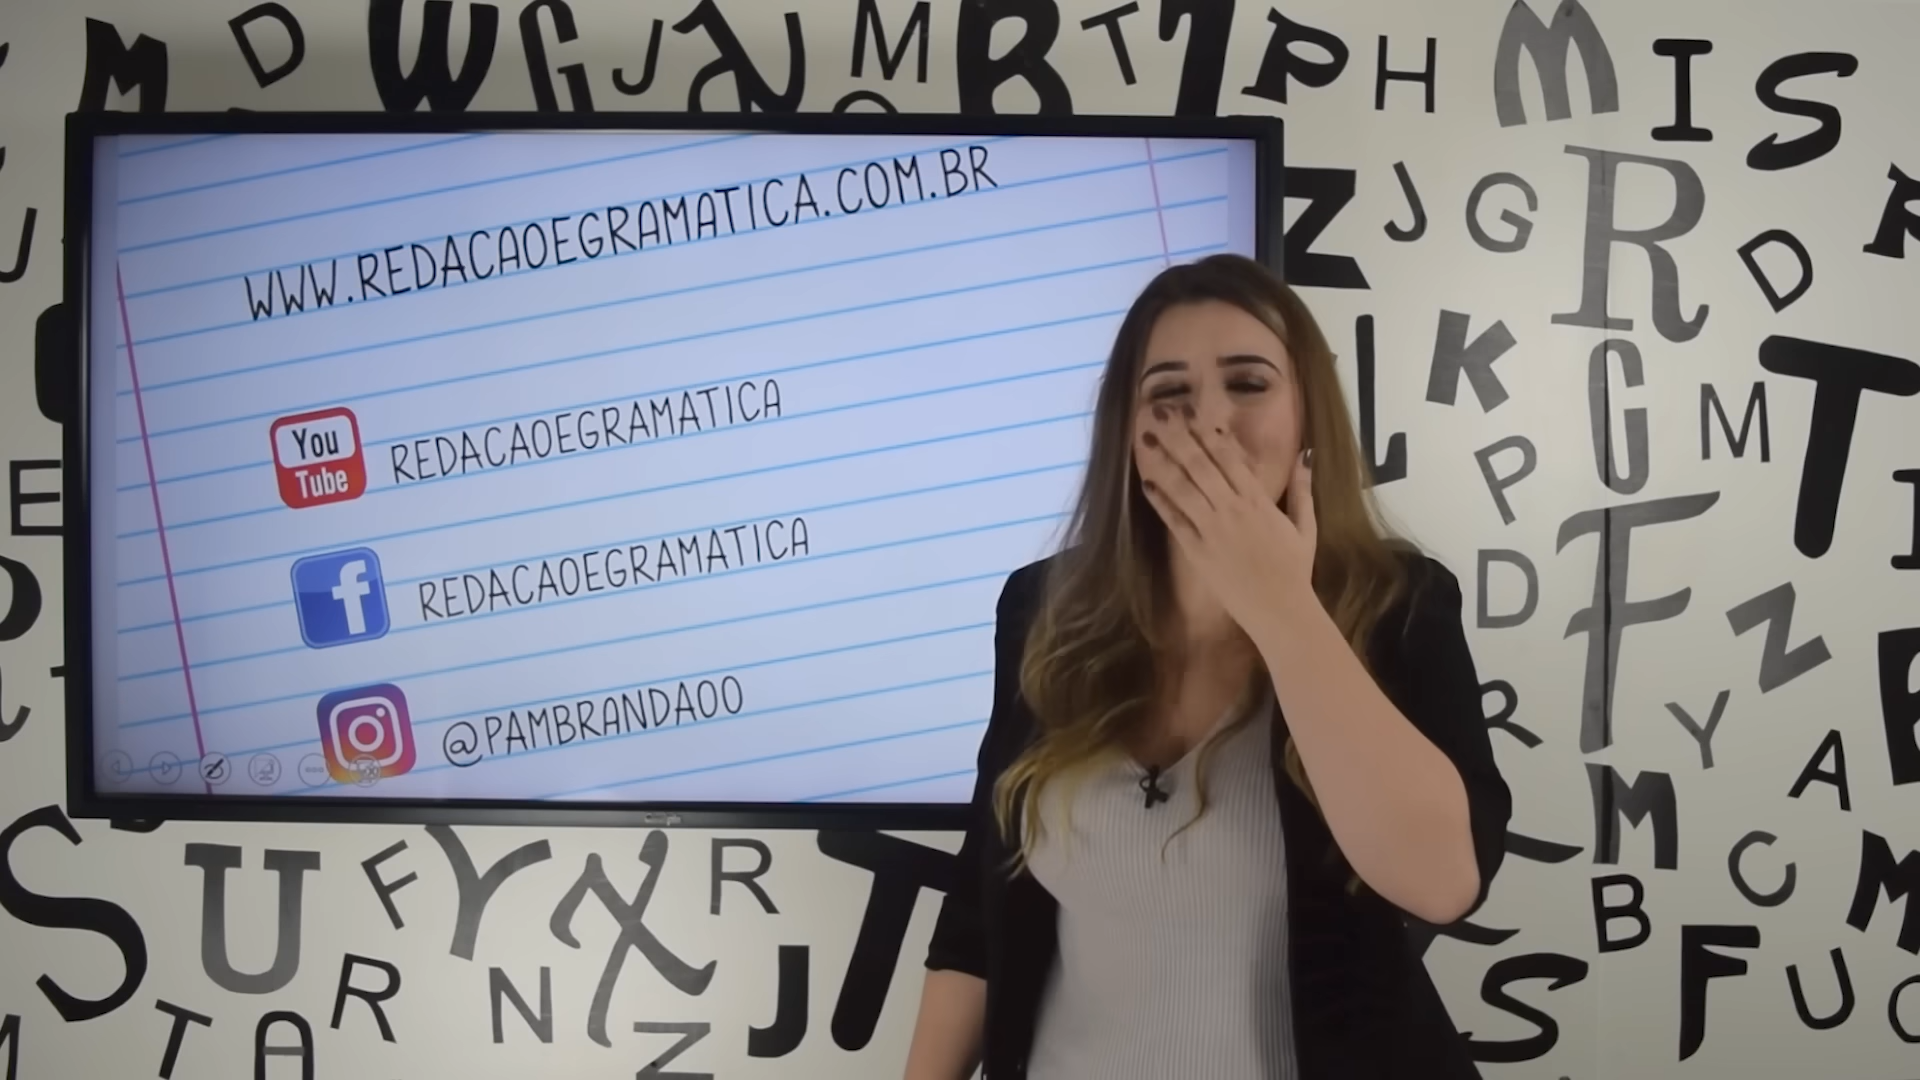 WWW.REDACAOEGRAMATICA.COM.BR
You
Tube
REDACAOEGRAMATICA
f
REDACAOEGRAMATICA
@PAMBRANDAOO